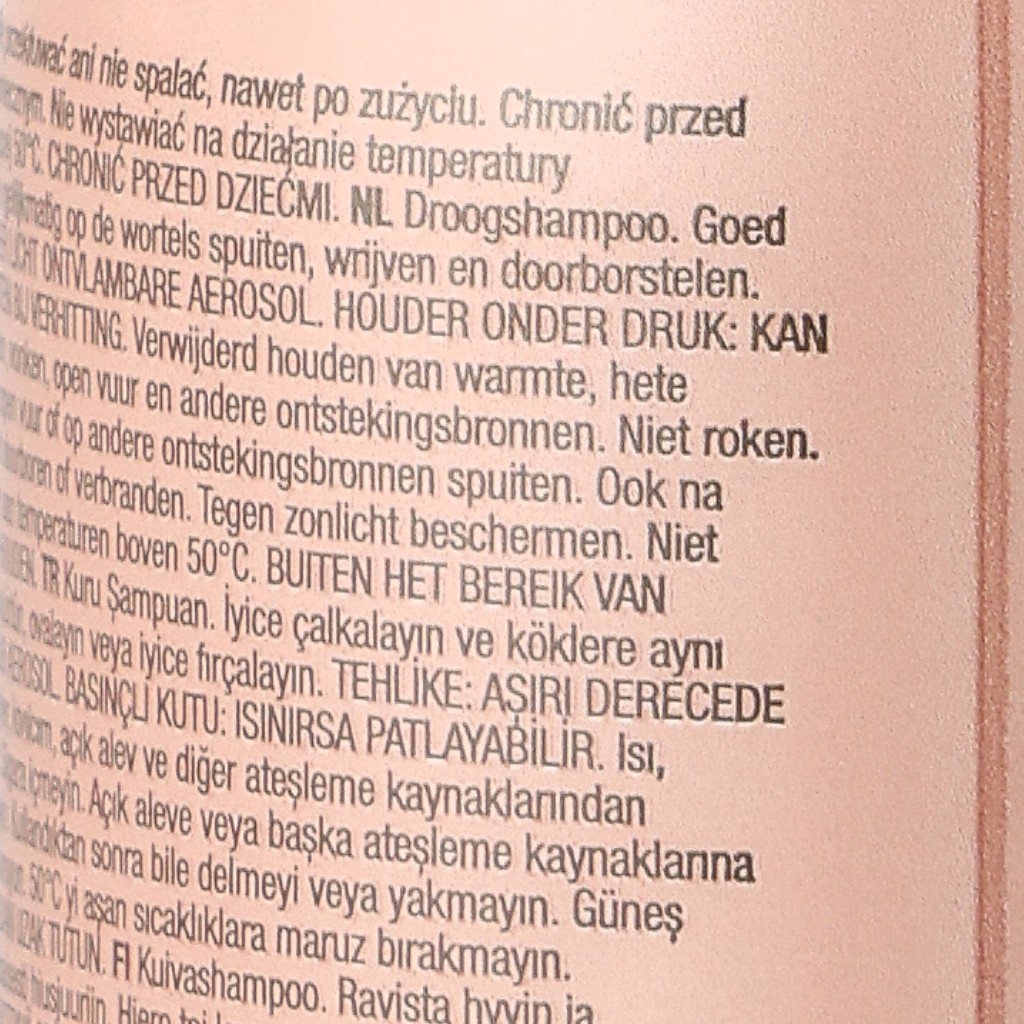 ani nie spalać, nawet po zużyciu. Chronić przed
Nie wystawiać na działanie temperatury
50°C. CHRONIĆ PRZED DZIEĆMI. NL Droogshampoo. Goed
op de wortels spuiten, wrijven en doorborstelen.
ONTVLAMBARE AEROSOL. HOUDER ONDER DRUK: KAN
VERHITTING. Verwijderd houden van warmte, hete
open vuur en andere ontstekingsbronnen. Niet roken.
vuur of op andere ontstekingsbronnen spuiten. Ook na
of verbranden. Tegen zonlicht beschermen. Niet
temperaturen boven 50°C. BUITEN HET BEREIK VAN
TR Kuru Şampuan. İyice çalkalayın ve köklere aynı
ovalayın veya iyice fırçalayın. TEHLİKE: AŞIRI DERECEDE
AEROSOL. BASINÇLI KUTU: ISINIRSA PATLAYABİLİR. Isı,
açık alev ve diğer ateşleme kaynaklarından
içmeyin. Açık aleve veya başka ateşleme kaynaklarına
sonra bile delmeyi veya yakmayın. Güneş
50°C yi aşan sıcaklıklara maruz bırakmayın.
UZAK TUTUN. FI Kuivashampoo. Ravista hyvin ja
hiusjuuriin. Hiero tai